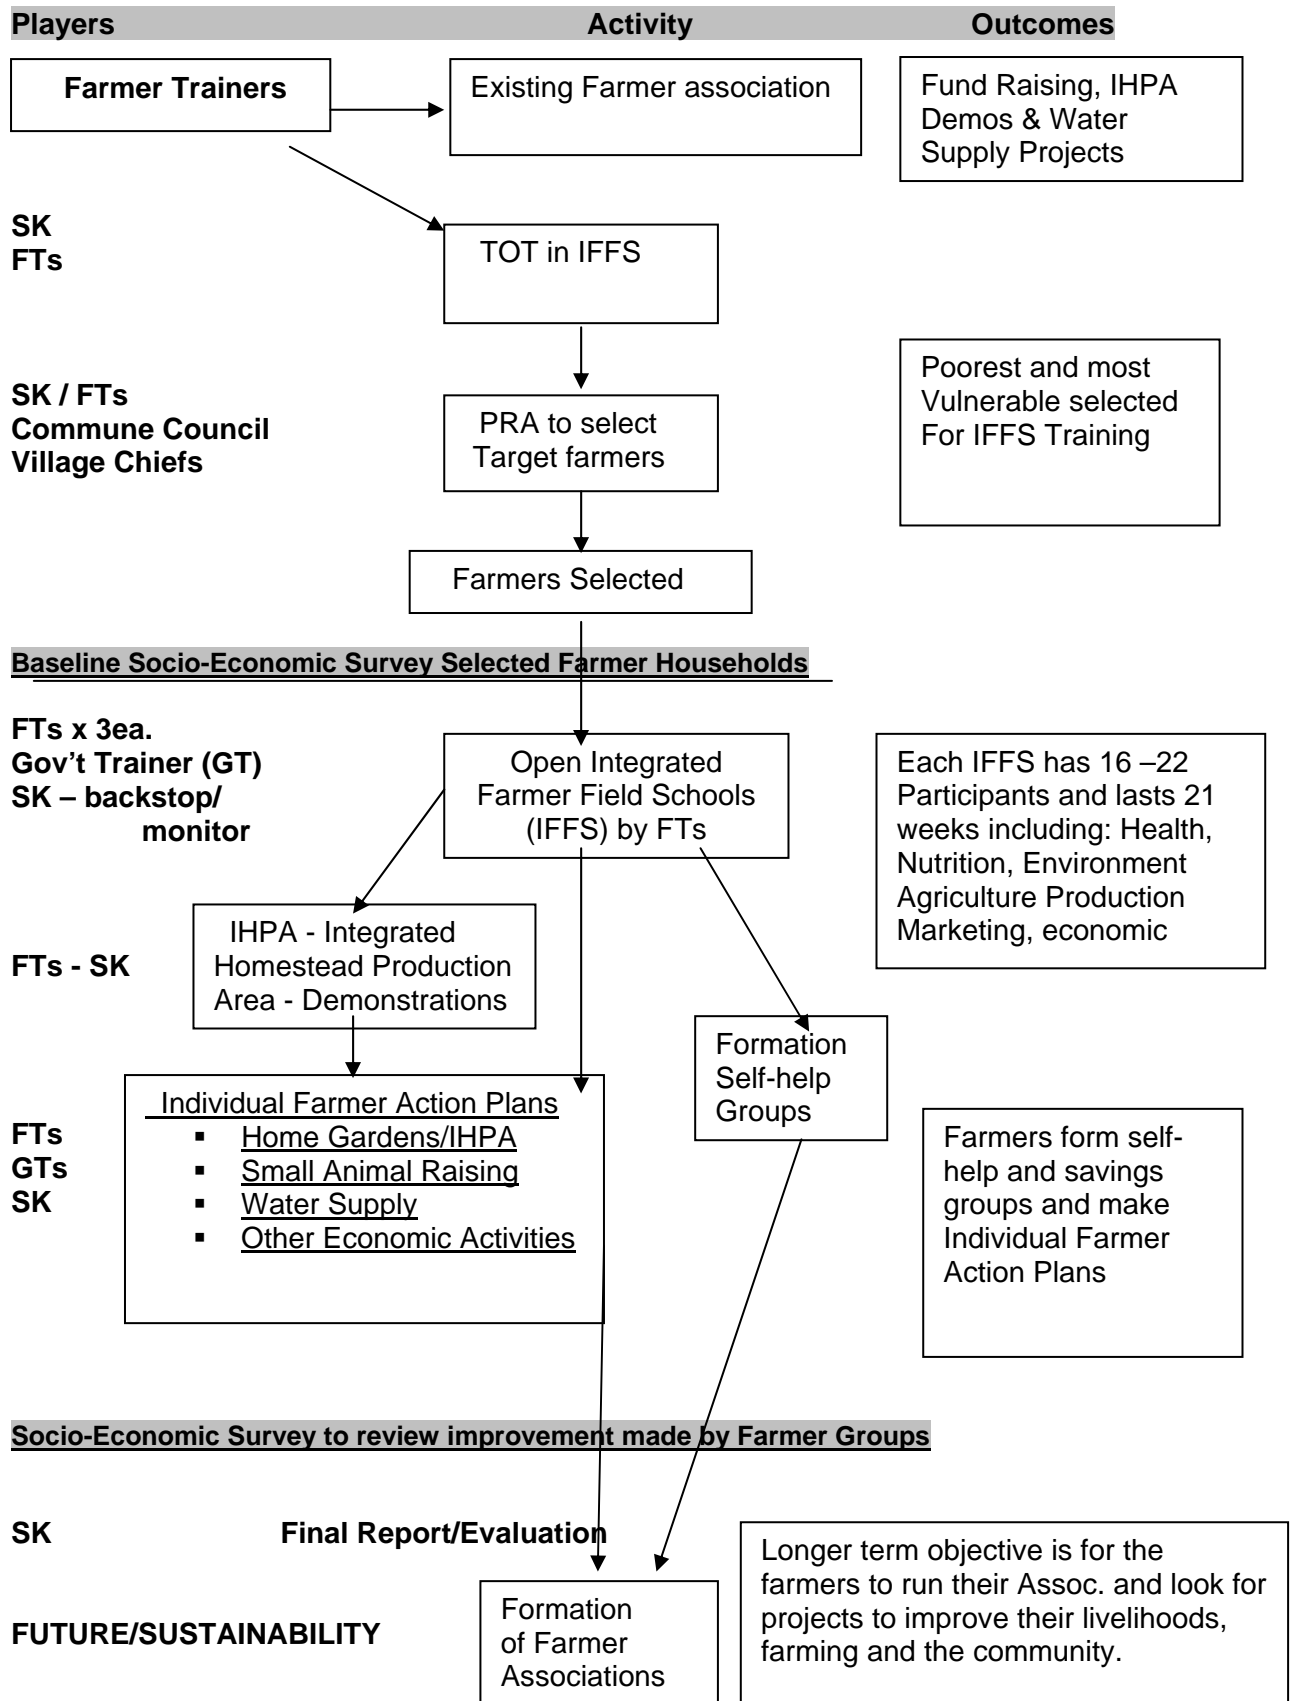 Players Activity Outcomes
Farmer Trainers
Existing Farmer association
Fund Raising, IHPA
Demos & Water
Supply Projects
SK
FTs
TOT in IFFS
SK / FTs
Commune Council
Village Chiefs
PRA to select
Target farmers
Poorest and most
Vulnerable selected
For IFFS Training
Farmers Selected
Baseline Socio-Economic Survey Selected Farmer Households
FTs x 3ea.
Gov't Trainer (GT)
SK – backstop/
monitor
Open Integrated
Farmer Field Schools
(IFFS) by FTs
Each IFFS has 16 –22
Participants and lasts 21
weeks including: Health,
Nutrition, Environment
Agriculture Production
Marketing, economic
FTs - SK
IHPA - Integrated
Homestead Production
Area - Demonstrations
Formation
Self-help
Groups
FTs
GTs
SK
Individual Farmer Action Plans
▪ Home Gardens/IHPA
▪ Small Animal Raising
▪ Water Supply
▪ Other Economic Activities
Farmers form self-
help and savings
groups and make
Individual Farmer
Action Plans
Socio-Economic Survey to review improvement made by Farmer Groups
SK Final Report/Evaluation
FUTURE/SUSTAINABILITY
Formation
of Farmer
Associations
Longer term objective is for the
farmers to run their Assoc. and look for
projects to improve their livelihoods,
farming and the community.